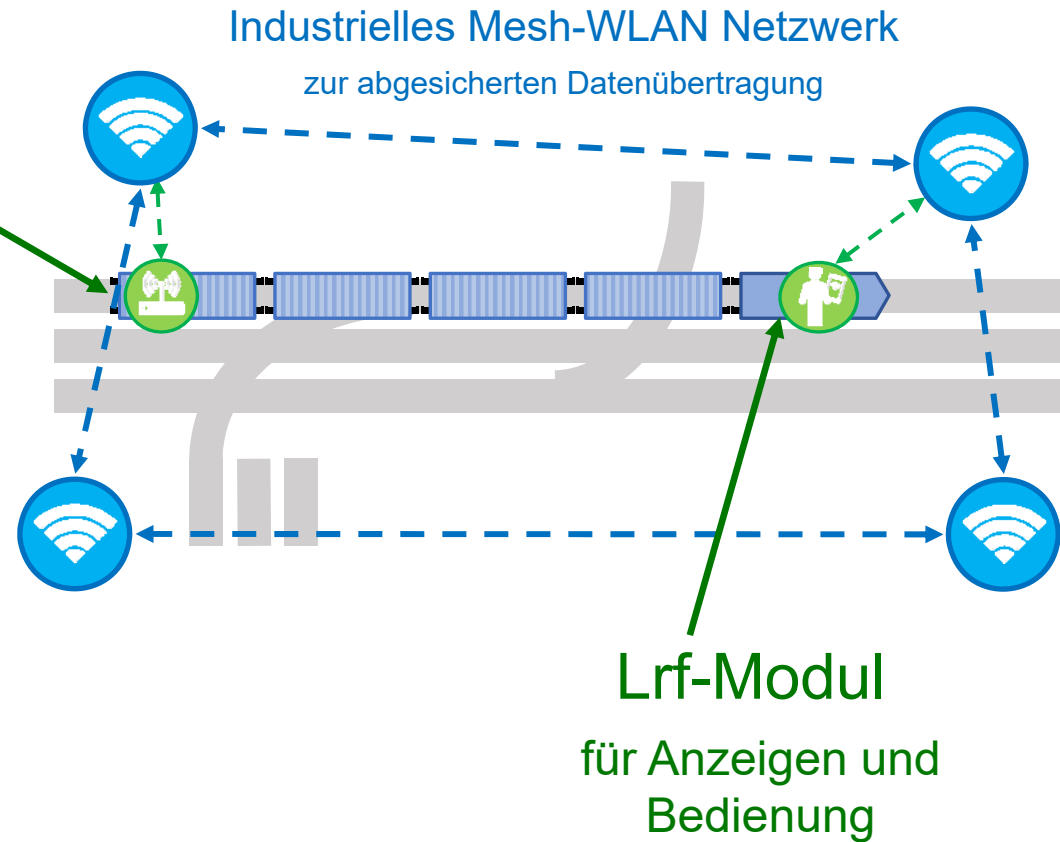 Industrielles Mesh-WLAN Netzwerk
zur abgesicherten Datenübertragung
Lrf-Modul
für Anzeigen und
Bedienung